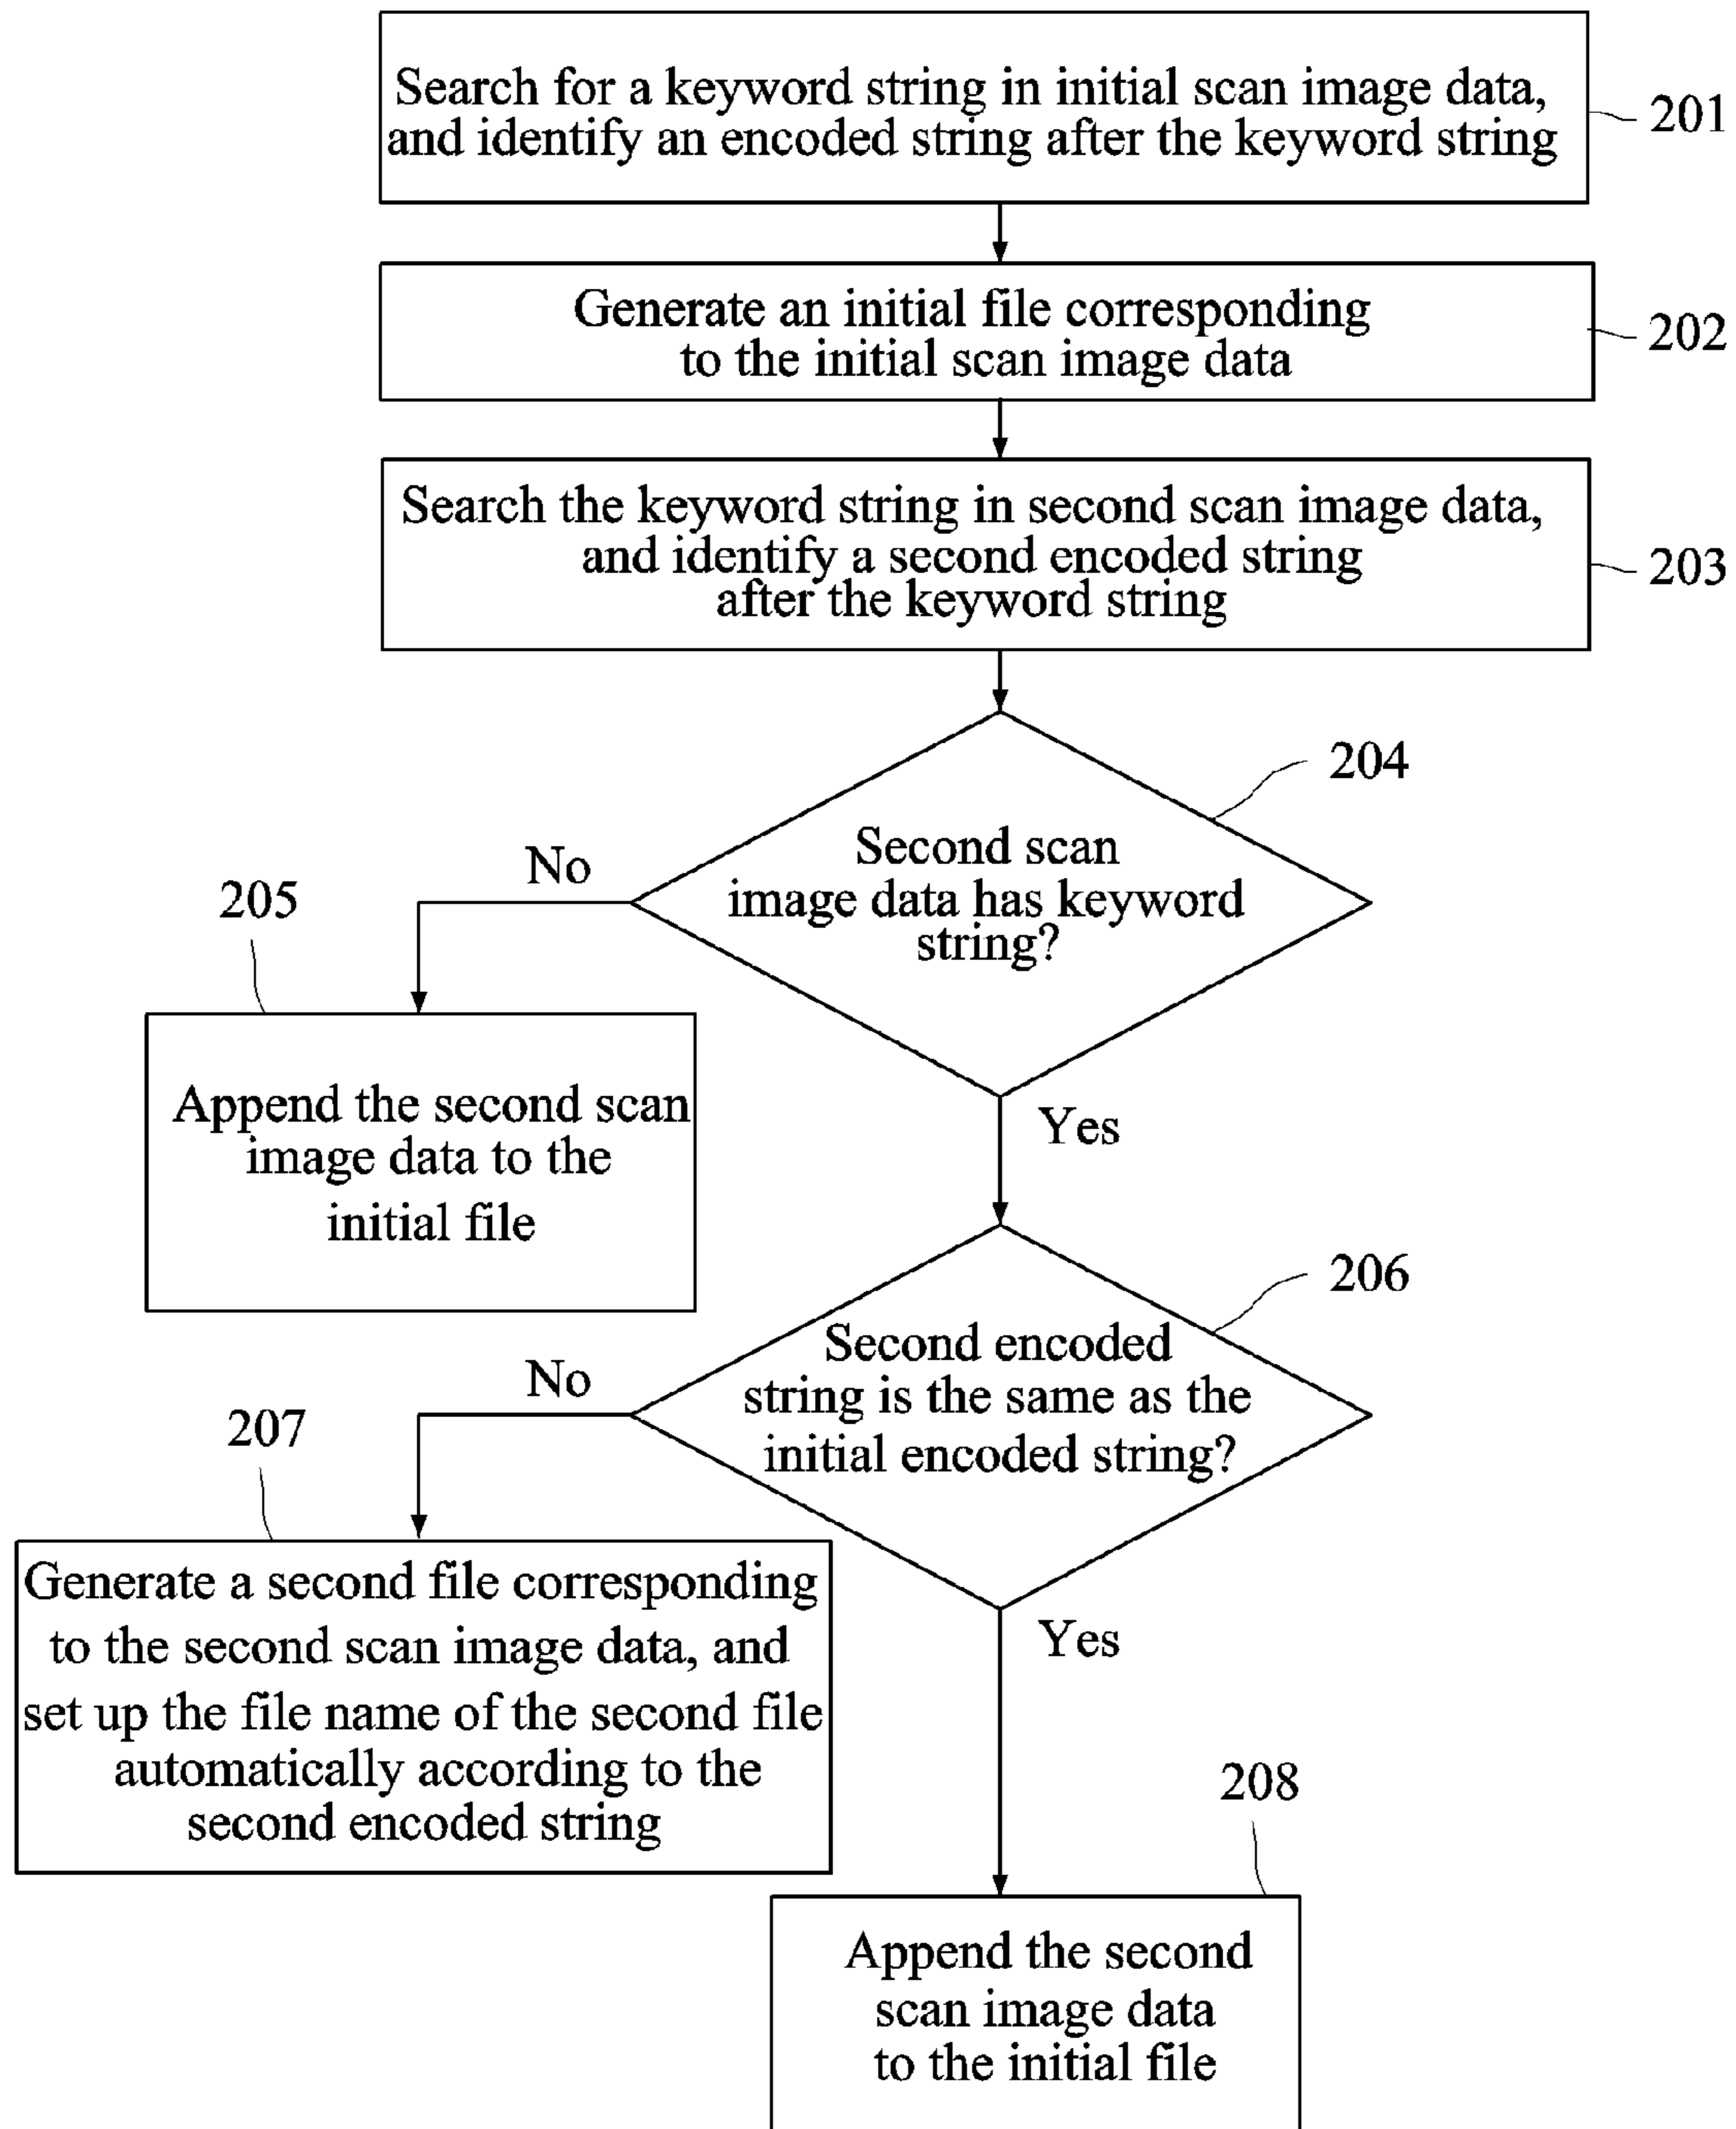 Search for a keyword string in initial scan image data,
and identify an encoded string after the keyword string
201
Generate an initial file corresponding
to the initial scan image data
202
Search the keyword string in second scan image data,
and identify a second encoded string
after the keyword string
203
204
Second scan
image data has keyword
string?
No
205
Append the second scan
image data to the
initial file
Yes
206
Second encoded
string is the same as the
initial encoded string?
No
207
Generate a second file corresponding
to the second scan image data, and
set up the file name of the second file
automatically according to the
second encoded string
Yes
208
Append the second
scan image data
to the initial file